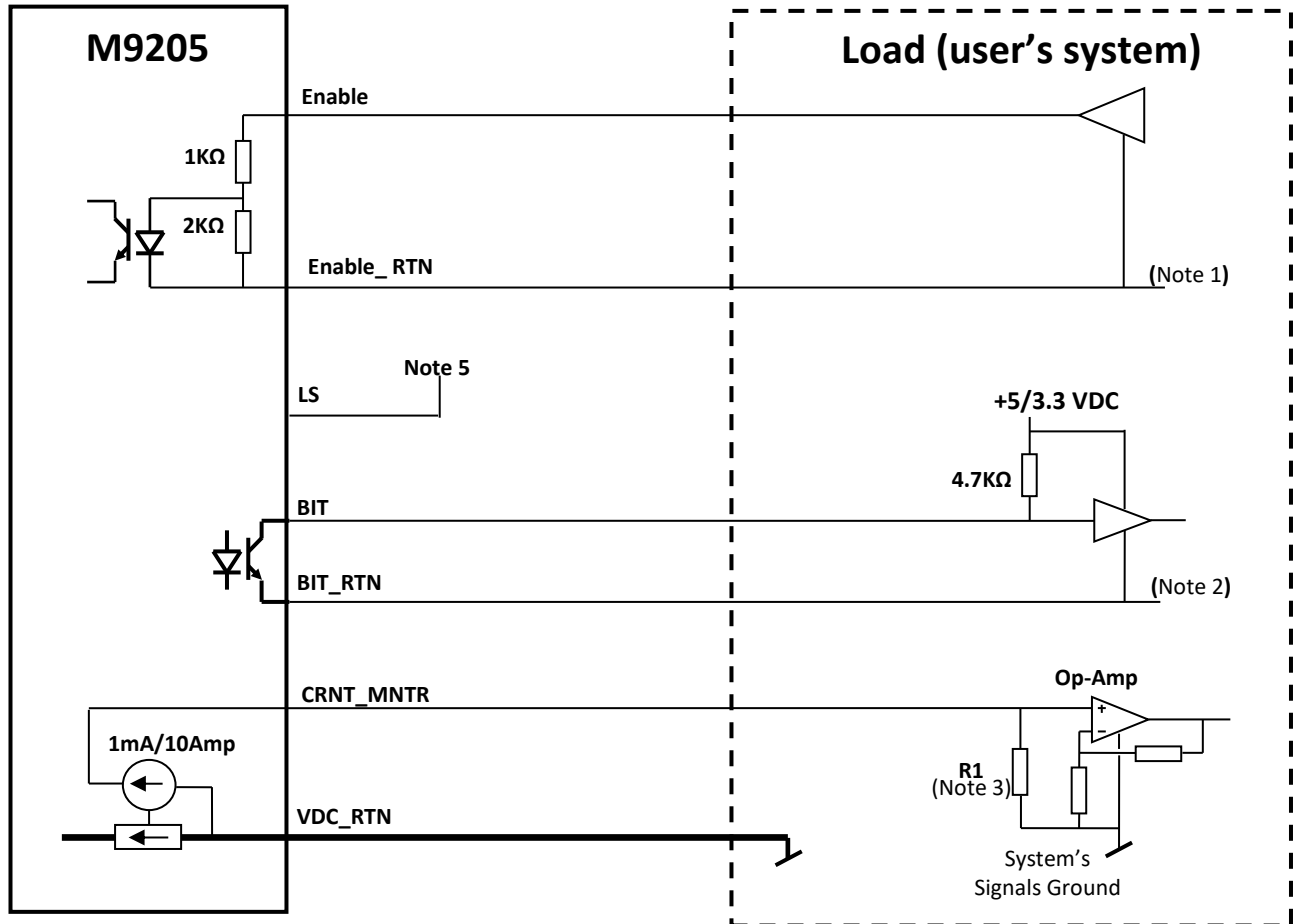 M9205
Load (user's system)
Enable
1KΩ
2KΩ
Enable_ RTN
(Note 1)
Note 5
LS
+5/3.3 VDC
4.7KΩ
BIT
BIT_RTN
(Note 2)
Op-Amp
CRNT_MNTR
+
−
1mA/10Amp
R1
(Note 3)
VDC_RTN
System's
Signals Ground